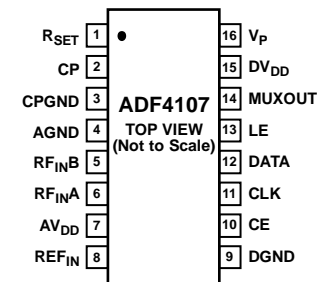 RSET 1
CP 2
CPGND 3
AGND 4
RFINB 5
RFINA 6
AVDD 7
REFIN 8
ADF4107
TOP VIEW
(Not to Scale)
16 VP
15 DVDD
14 MUXOUT
13 LE
12 DATA
11 CLK
10 CE
9 DGND